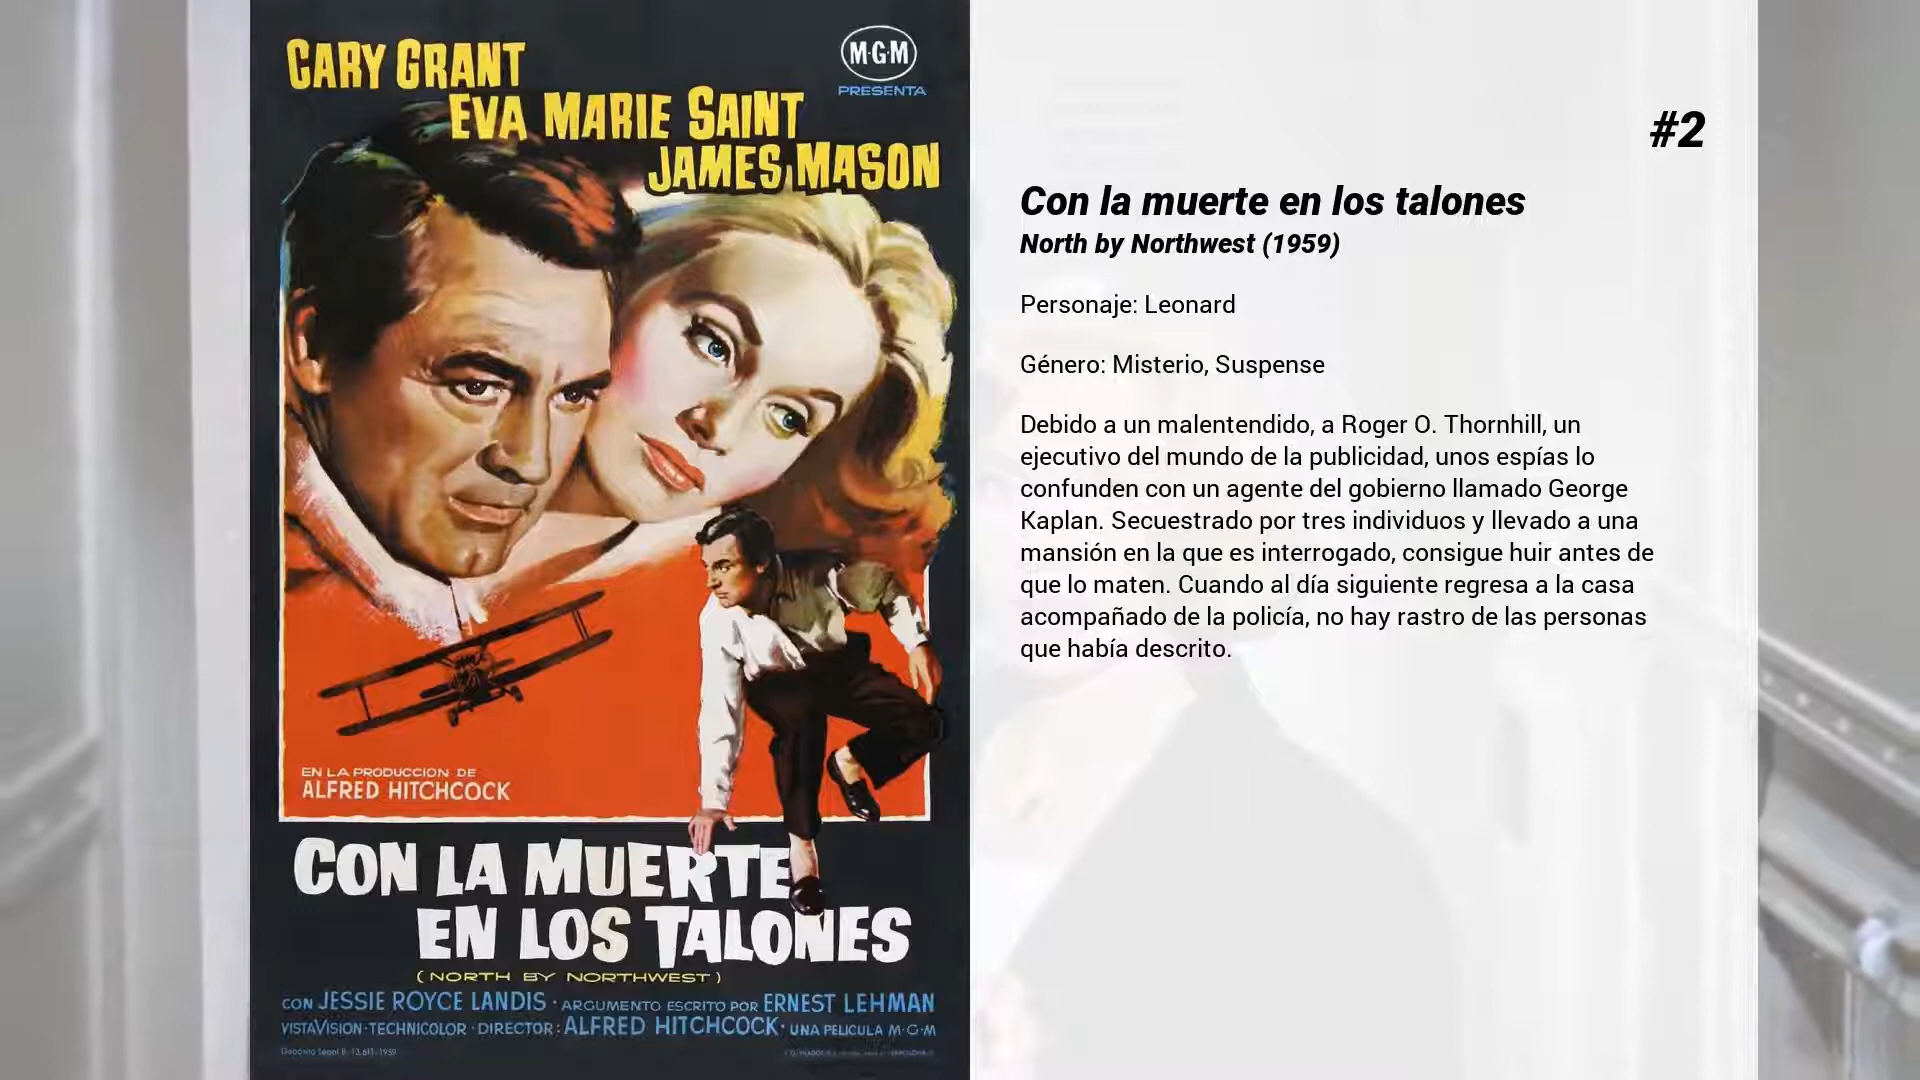 CARY GRANT
EVA MARIE SAINT
JAMES MASON
M·G·M
PRESENTA
EN LA PRODUCCION DE
ALFRED HITCHCOCK
CON LA MUERTE
EN LOS TALONES
(NORTH BY NORTHWEST)
CON JESSIE ROYCE LANDIS · ARGUMENTO ESCRITO POR ERNEST LEHMAN
VISTAVISION · TECHNICOLOR · DIRECTOR: ALFRED HITCHCOCK · UNA PELICULA M·G·M
Depósito Legal B. 13.611-1959
#2
Con la muerte en los talones
North by Northwest (1959)
Personaje: Leonard
Género: Misterio, Suspense
Debido a un malentendido, a Roger O. Thornhill, un
ejecutivo del mundo de la publicidad, unos espías lo
confunden con un agente del gobierno llamado George
Kaplan. Secuestrado por tres individuos y llevado a una
mansión en la que es interrogado, consigue huir antes de
que lo maten. Cuando al día siguiente regresa a la casa
acompañado de la policía, no hay rastro de las personas
que había descrito.